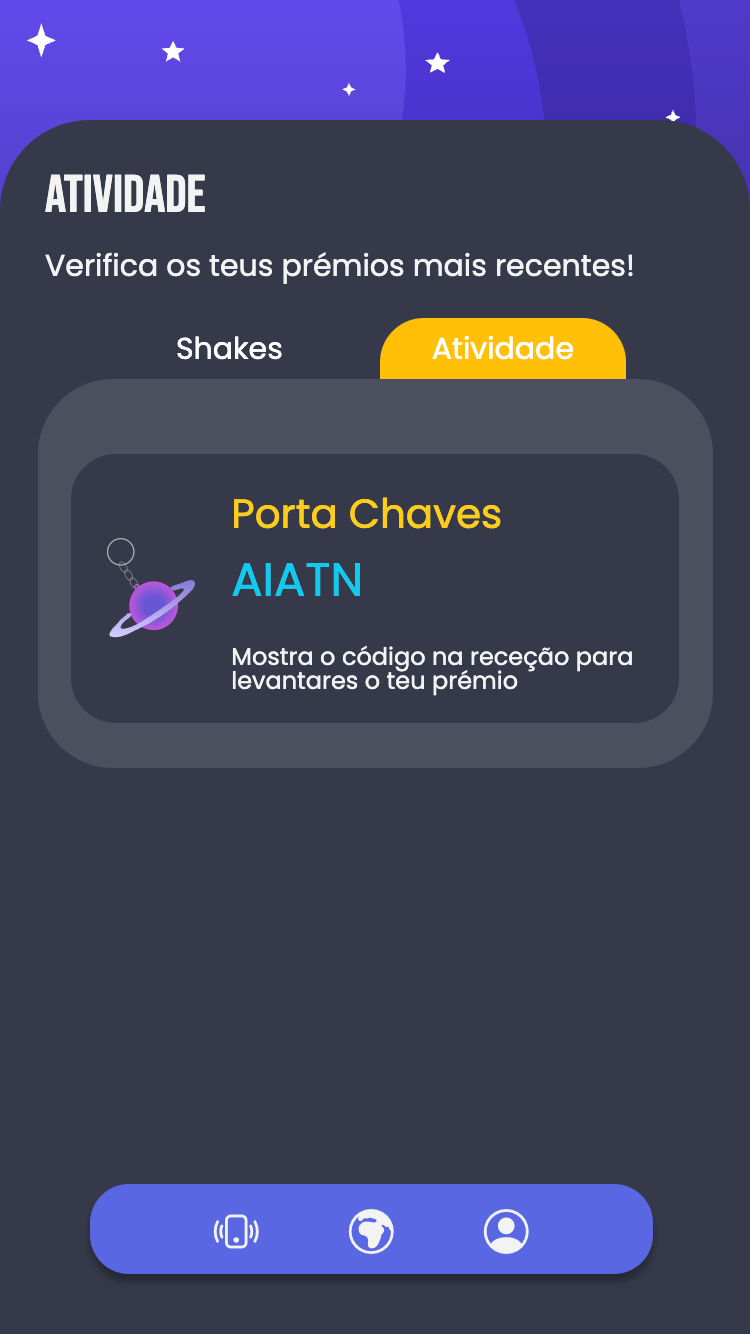 ATIVIDADE
Verifica os teus prémios mais recentes!
Shakes
Atividade
Porta Chaves
AIATN
Mostra o código na receção para
levantares o teu prémio